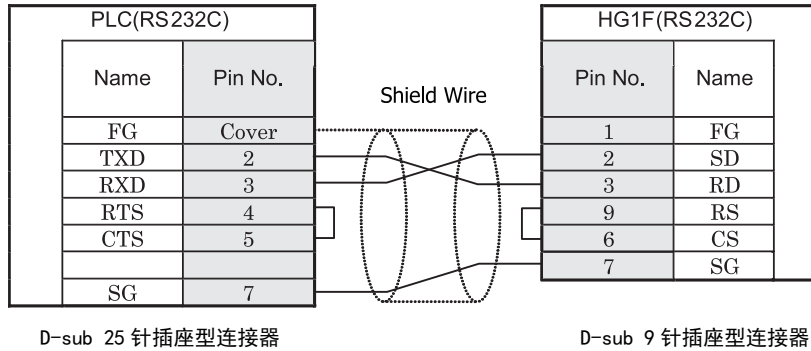 PLC(RS232C)
HG1F(RS232C)
Name Pin No.
Shield Wire
Pin No. Name
FG Cover
1 FG
TXD 2
2 SD
RXD 3
3 RD
RTS 4
9 RS
CTS 5
6 CS
7 SG
SG 7
D-sub 25 针插座型连接器
D-sub 9 针插座型连接器